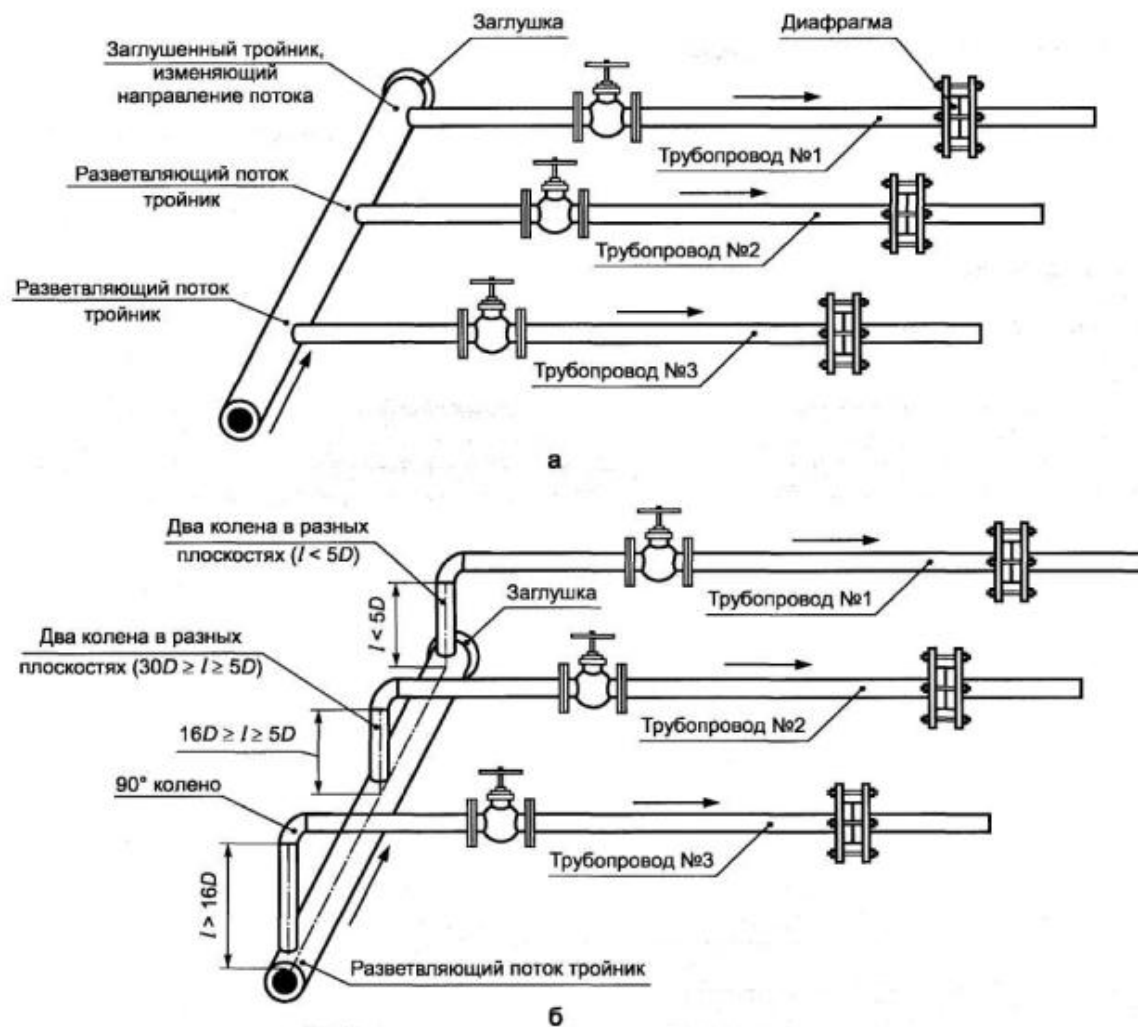 Заглушка
Диафрагма
Заглушенный тройник,
изменяющий
направление потока
Трубопровод №1
Разветвляющий поток
тройник
Трубопровод №2
Разветвляющий поток
тройник
Трубопровод №3
а
Два колена в разных
плоскостях (l < 5D)
Заглушка
Трубопровод №1
l < 5D
Два колена в разных
плоскостях (30D ≥ l ≥ 5D)
16D ≥ l ≥ 5D
Трубопровод №2
90° колено
l > 16D
Трубопровод №3
Разветвляющий поток тройник
б